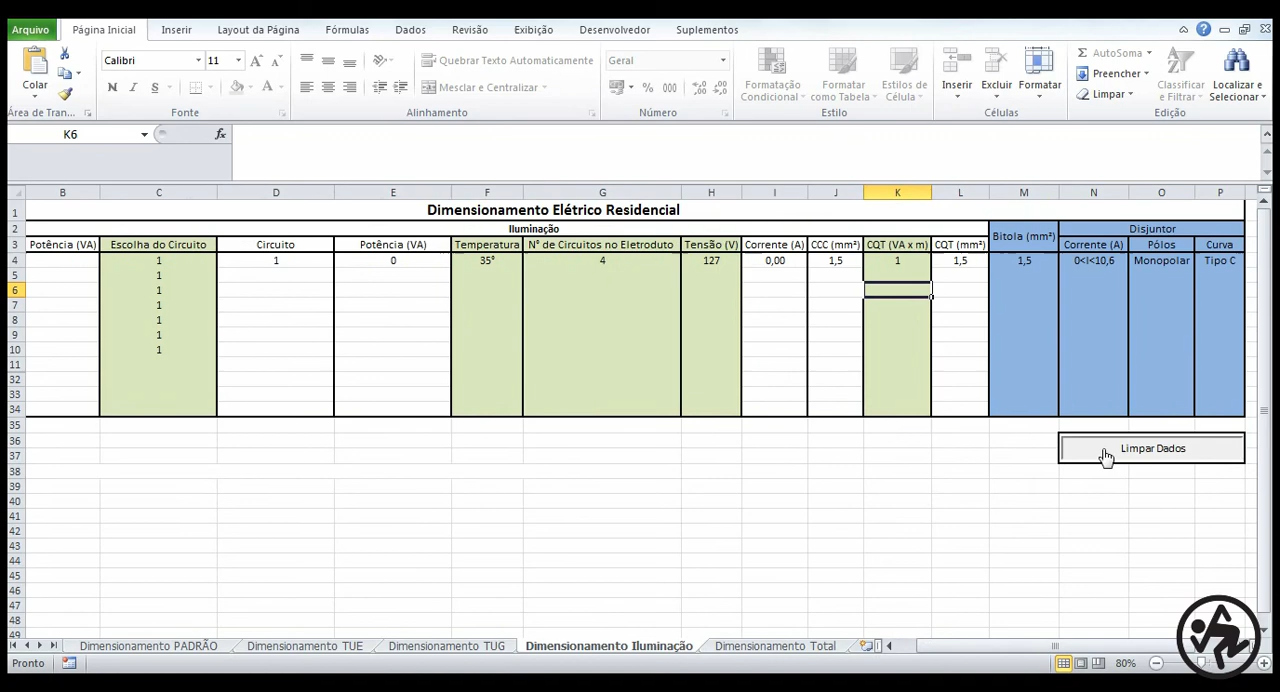 Arquivo Página Inicial Inserir Layout da Página Fórmulas Dados Revisão Exibição Desenvolvedor Suplementos
Calibri 11 Quebrar Texto Automaticamente Geral Σ AutoSoma
Colar N I S Mesclar e Centralizar % 000 Formatação Condicional Formatar como Tabela Estilos de Célula Inserir Excluir Formatar Preencher Limpar Classificar e Filtrar Localizar e Selecionar
Área de Tran... Fonte Alinhamento Número Estilo Células Edição
K6 fx
B C D E F G H I J K L M N O P
1 Dimensionamento Elétrico Residencial
2 Iluminação Bitola (mm²) Disjuntor
3 Potência (VA) Escolha do Circuito Circuito Potência (VA) Temperatura N° de Circuitos no Eletroduto Tensão (V) Corrente (A) CCC (mm²) CQT (VA x m) CQT (mm²) Corrente (A) Pólos Curva
4 1 1 0 35° 4 127 0,00 1,5 1 1,5 1,5 0<I<10,6 Monopolar Tipo C
5 1
6 1
7 1
8 1
9 1
10 1
11
32
33
34
35
36
37 Limpar Dados
38
39
40
41
42
43
44
45
46
47
48
49
Dimensionamento PADRÃO Dimensionamento TUE Dimensionamento TUG Dimensionamento Iluminação Dimensionamento Total
Pronto 80%